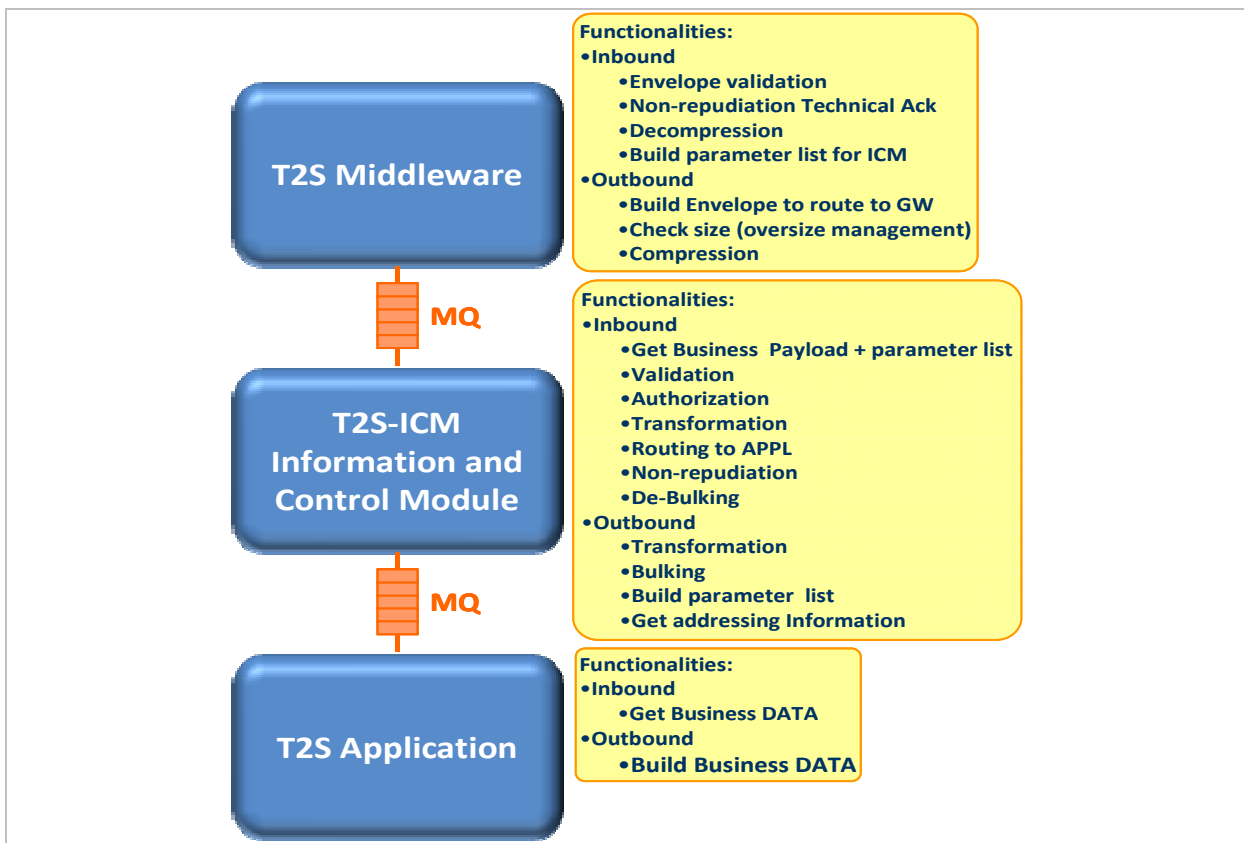 Functionalities:
•Inbound
•Envelope validation
•Non-repudiation Technical Ack
•Decompression
•Build parameter list for ICM
•Outbound
•Build Envelope to route to GW
•Check size (oversize management)
•Compression
T2S Middleware
MQ
Functionalities:
•Inbound
•Get Business Payload + parameter list
•Validation
•Authorization
•Transformation
•Routing to APPL
•Non-repudiation
•De-Bulking
•Outbound
•Transformation
•Bulking
•Build parameter list
•Get addressing Information
T2S-ICM
Information and
Control Module
MQ
Functionalities:
•Inbound
•Get Business DATA
•Outbound
•Build Business DATA
T2S Application